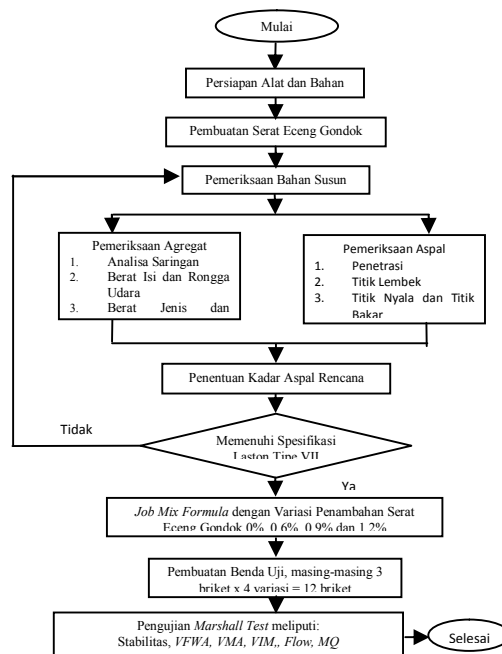 Mulai
Persiapan Alat dan Bahan
Pembuatan Serat Eceng Gondok
Pemeriksaan Bahan Susun
Pemeriksaan Agregat
1. Analisa Saringan
2. Berat Isi dan Rongga
Udara
3. Berat Jenis dan
Pemeriksaan Aspal
1. Penetrasi
2. Titik Lembek
3. Titik Nyala dan Titik
Bakar
Penentuan Kadar Aspal Rencana
Tidak
Memenuhi Spesifikasi
Laston Tipe VII
Ya
Job Mix Formula dengan Variasi Penambahan Serat
Eceng Gondok 0%, 0,6%, 0,9% dan 1,2%
Pembuatan Benda Uji, masing-masing 3
briket x 4 variasi = 12 briket
Pengujian Marshall Test meliputi:
Stabilitas, VFWA, VMA, VIM,, Flow, MQ
Selesai